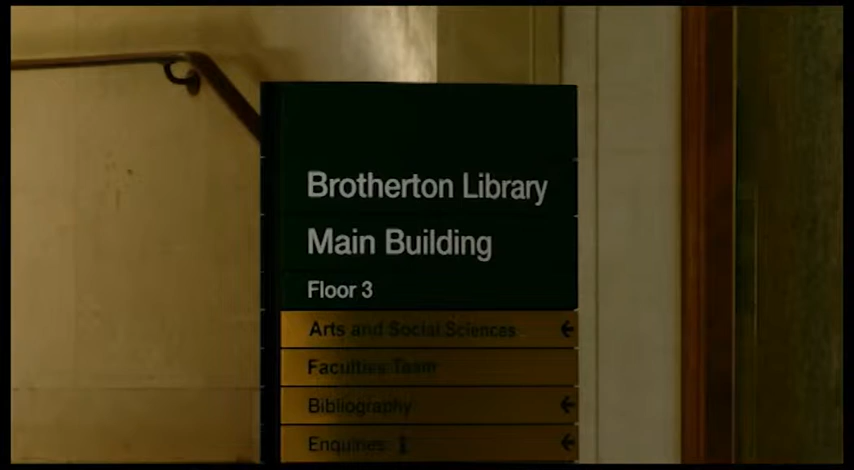 Brotherton Library
Main Building
Floor 3
Arts and Social Sciences ←
Faculties Team
Bibliography ←
Enquiries i ←